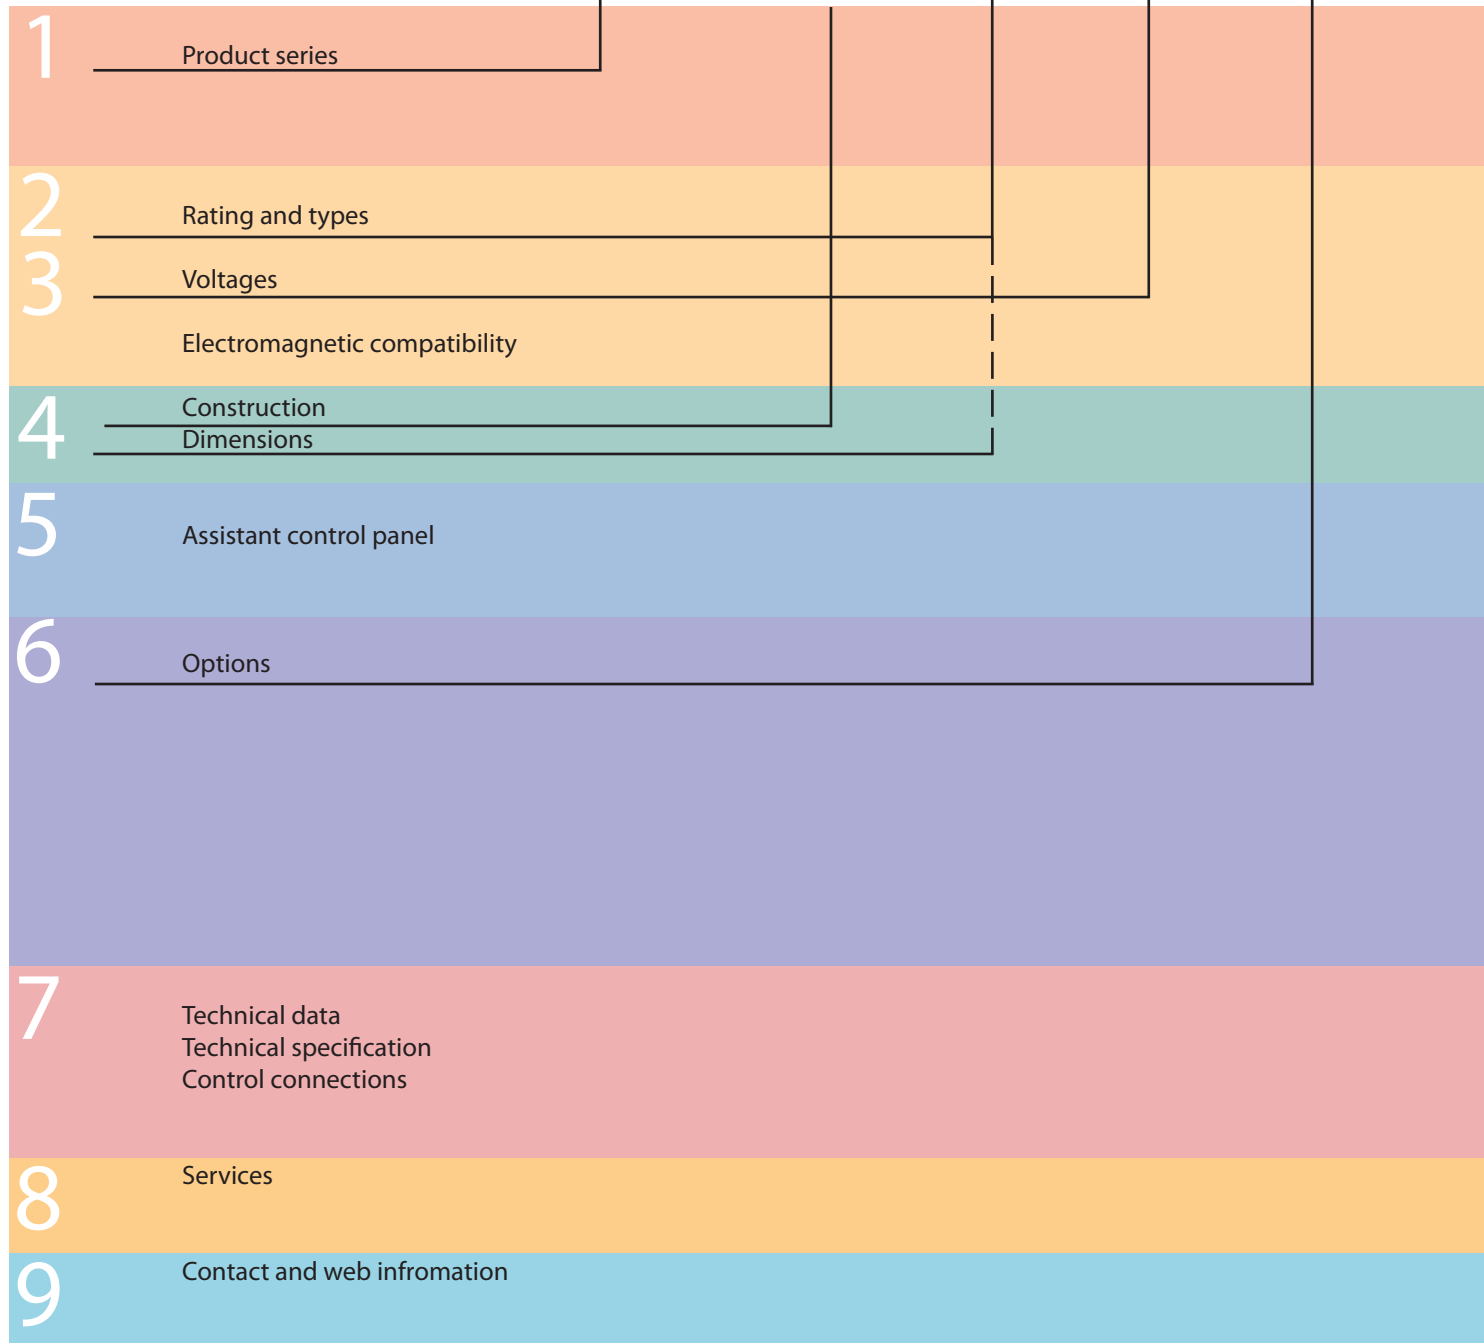 1
Product series
2
Rating and types
3
Voltages
Electromagnetic compatibility
4
Construction
Dimensions
5
Assistant control panel
6
Options
7
Technical data
Technical specification
Control connections
8
Services
9
Contact and web infromation